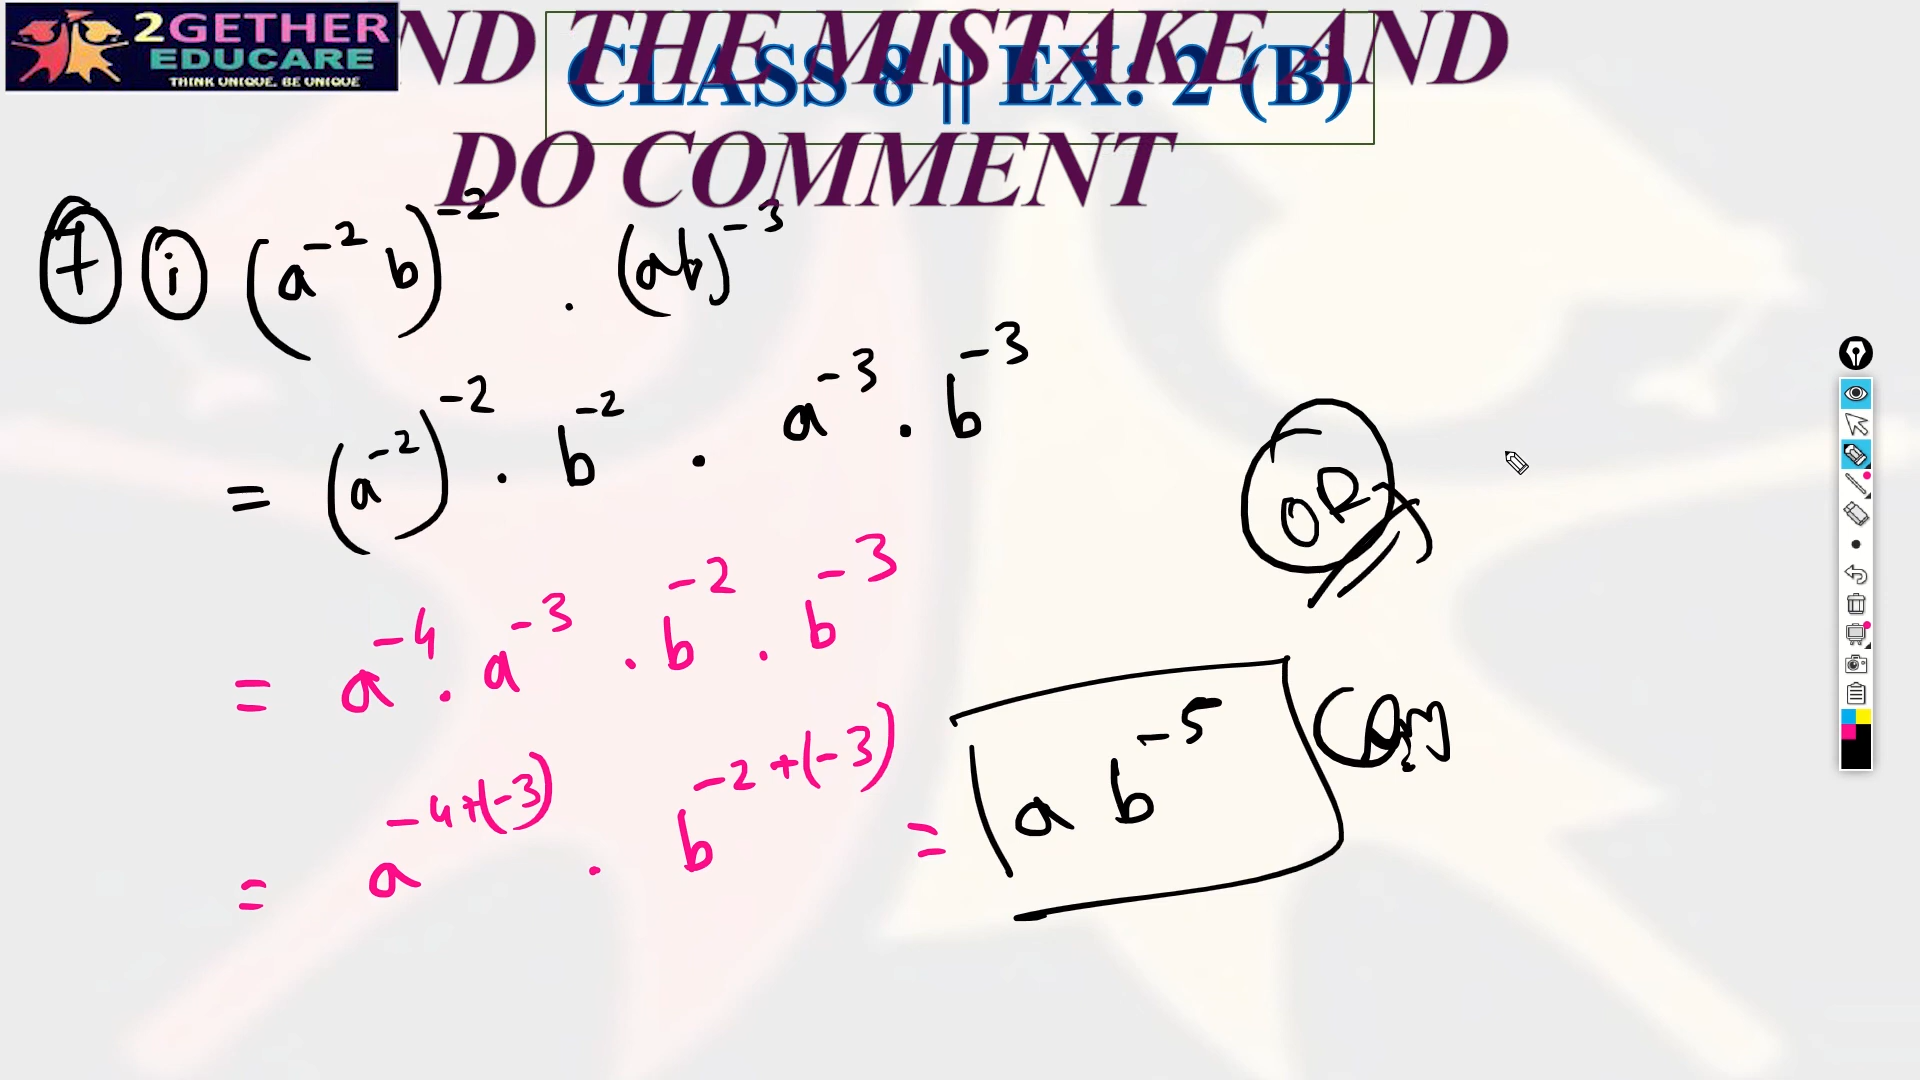 2GETHER
EDUCARE
THINK UNIQUE. BE UNIQUE
ND THE MISTAKE AND
CLASS 8 || EX: 2 (B)
DO COMMENT
7 i (a⁻² b)⁻² . (ab)⁻³
= (a⁻²)⁻² . b⁻² . a⁻³ . b⁻³
OR
= a⁻⁴ . a⁻³ . b⁻² . b⁻³
= a⁻⁴⁺⁽⁻³⁾ . b⁻²⁺⁽⁻³⁾ = a b⁻⁵